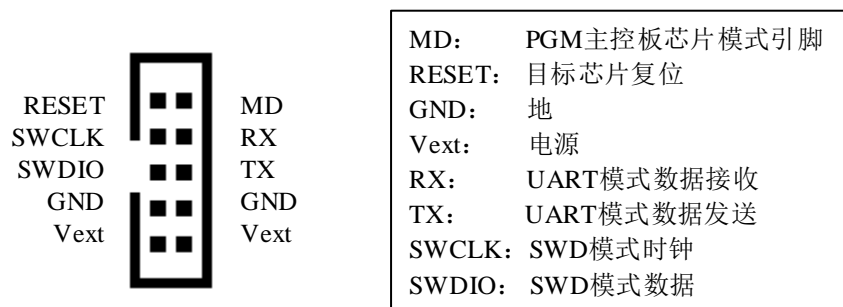 RESET MD
SWCLK RX
SWDIO TX
GND GND
Vext Vext
MD： PGM主控板芯片模式引脚
RESET： 目标芯片复位
GND： 地
Vext： 电源
RX： UART模式数据接收
TX： UART模式数据发送
SWCLK：SWD模式时钟
SWDIO：SWD模式数据